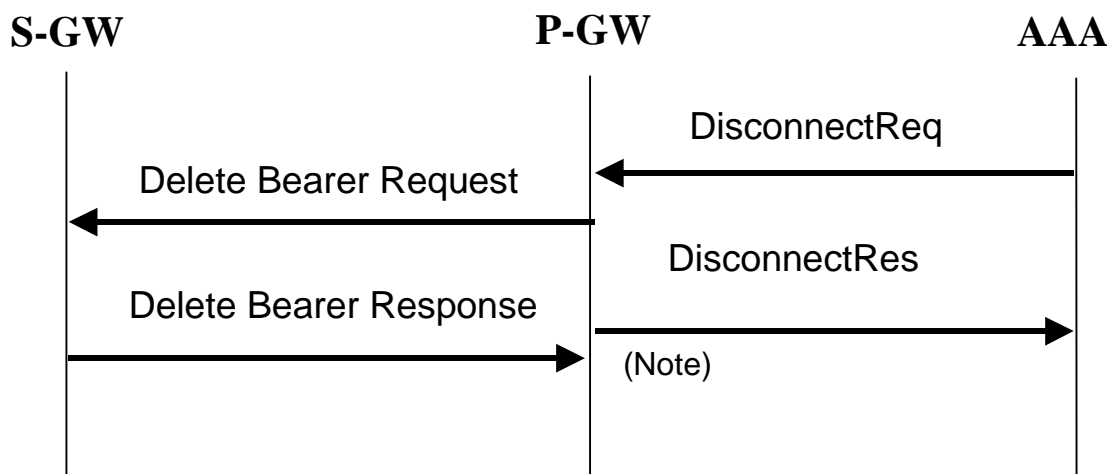 S-GW
P-GW
AAA
DisconnectReq
Delete Bearer Request
DisconnectRes
Delete Bearer Response
(Note)